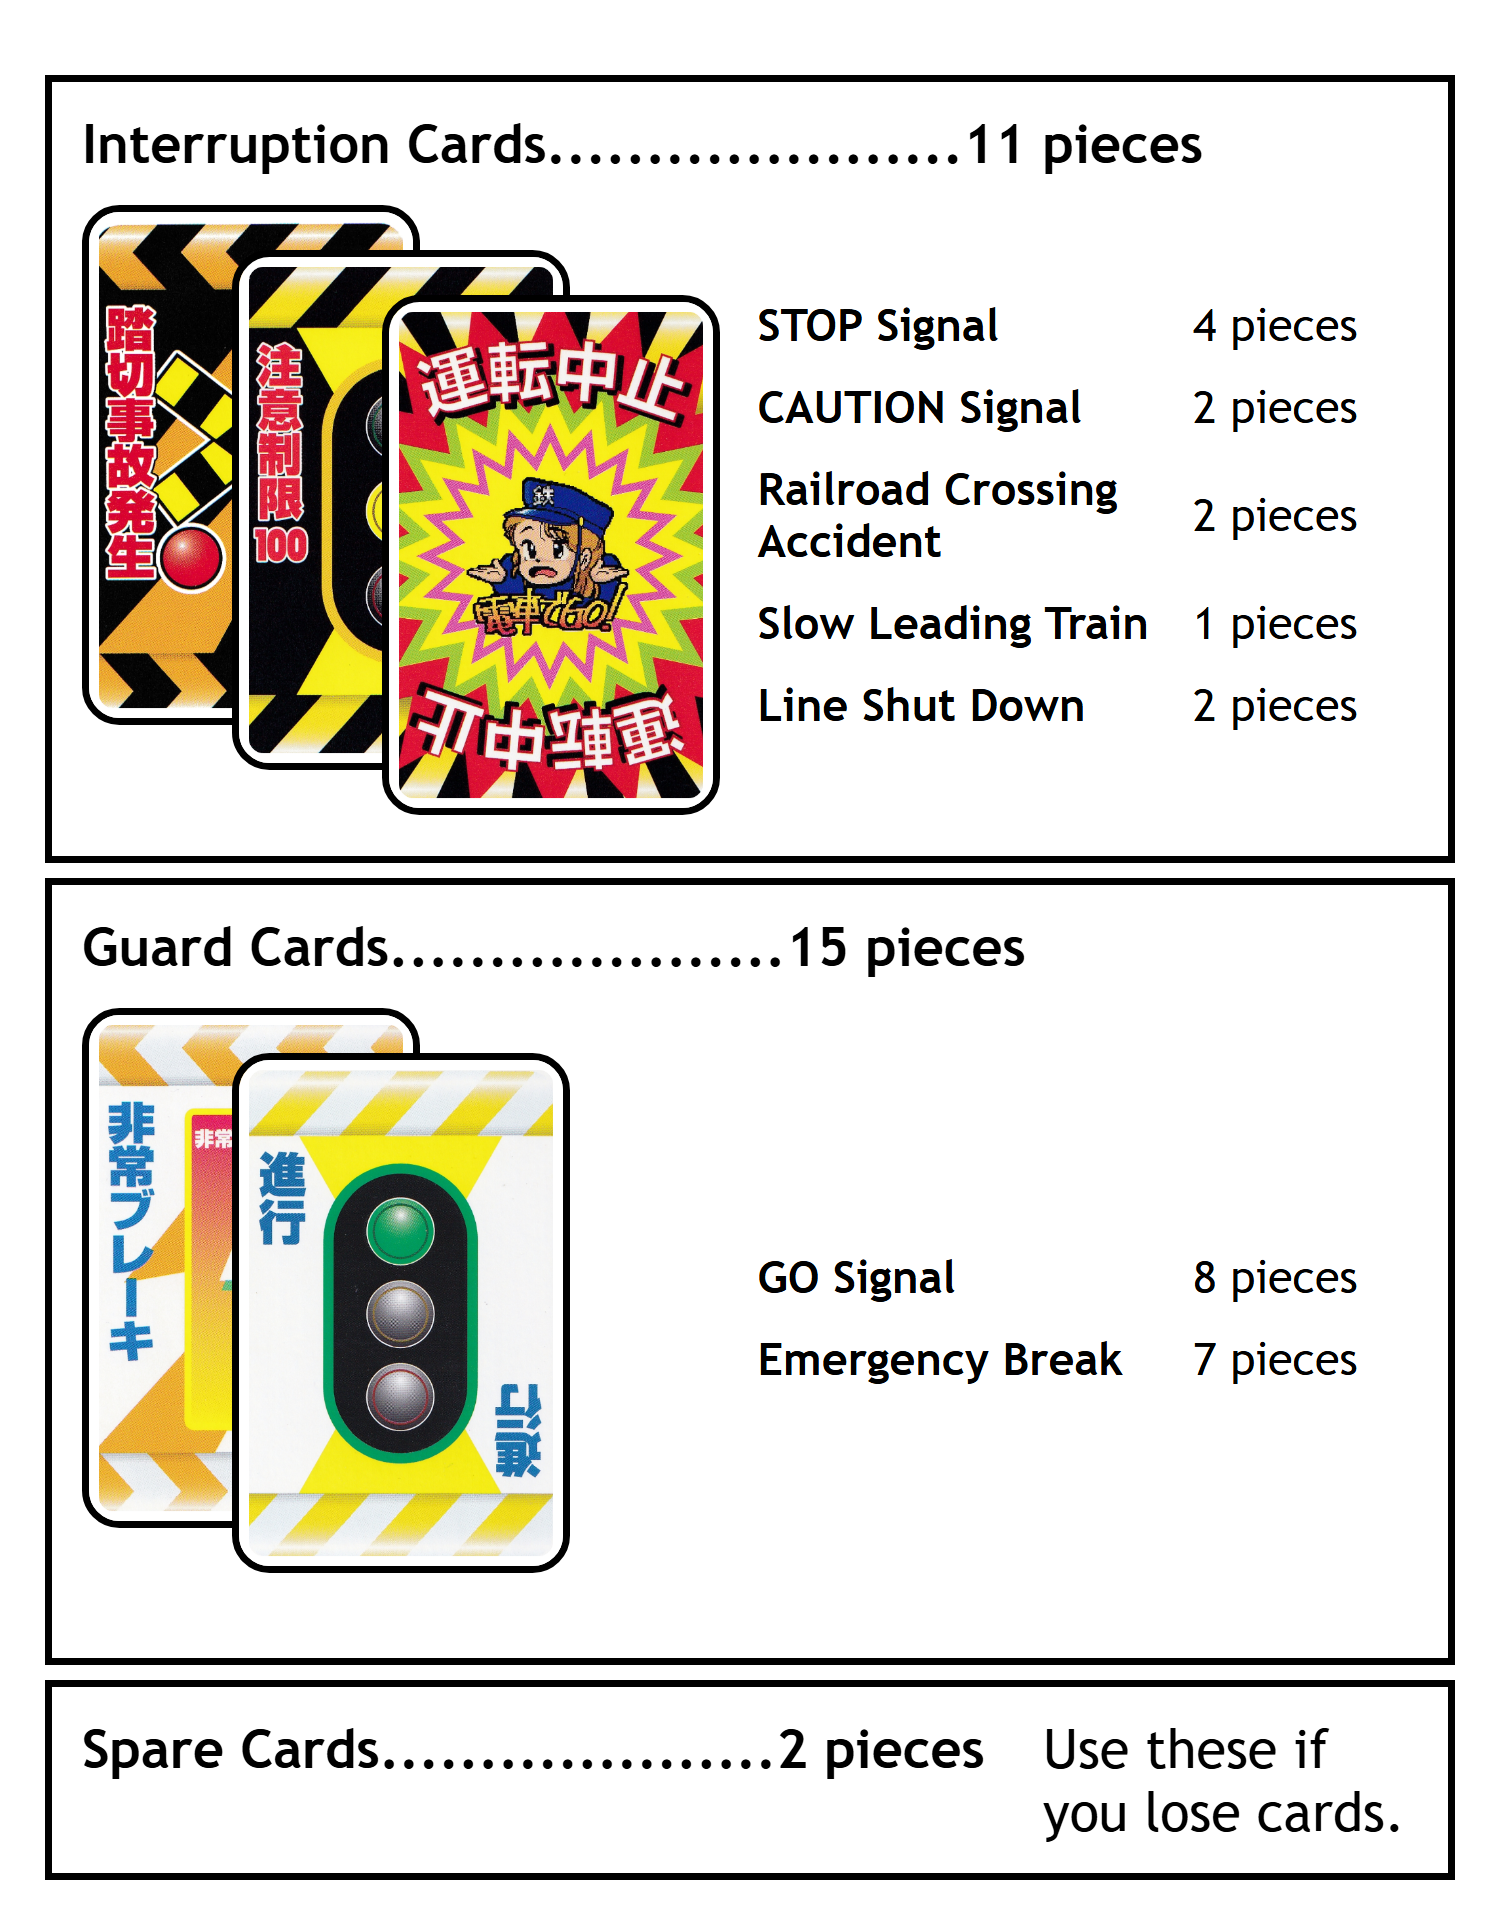 Interruption Cards.....................11 pieces
踏切事故発生
注意制限100
運転中止
鉄
電車でGO!
運転中止
STOP Signal 4 pieces
CAUTION Signal 2 pieces
Railroad Crossing
Accident 2 pieces
Slow Leading Train 1 pieces
Line Shut Down 2 pieces
Guard Cards....................15 pieces
非常ブレーキ
非常
進行
進行
GO Signal 8 pieces
Emergency Break 7 pieces
Spare Cards....................2 pieces
Use these if
you lose cards.